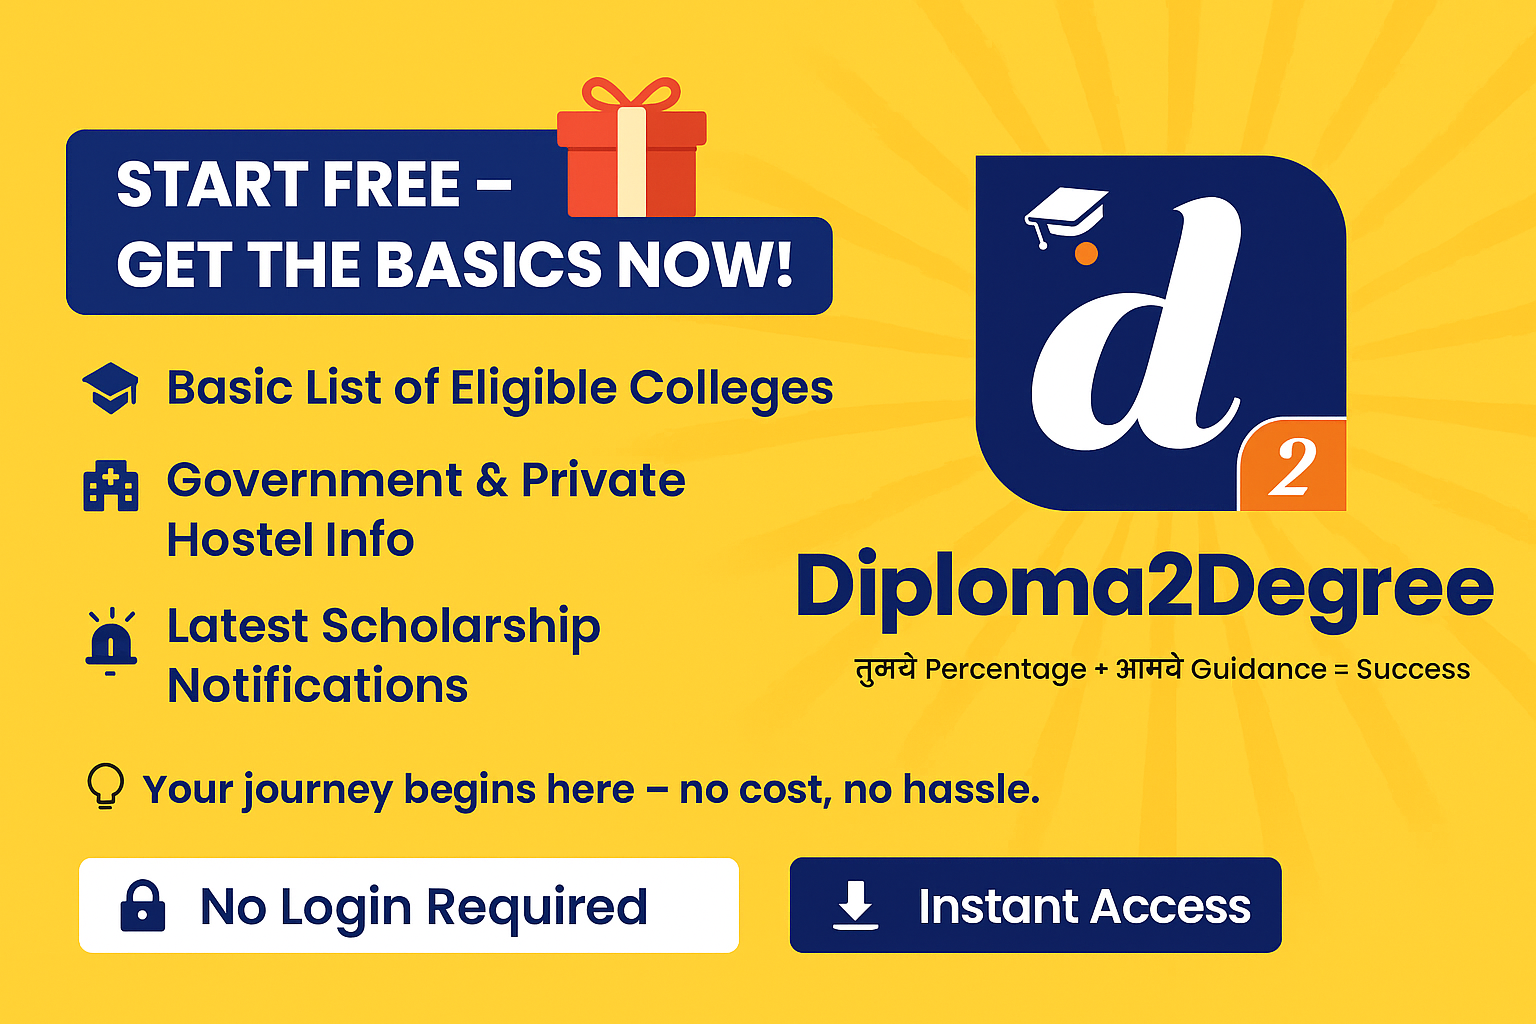 START FREE –
GET THE BASICS NOW!
Basic List of Eligible Colleges
Government & Private
Hostel Info
Latest Scholarship
Notifications
d
2
Diploma2Degree
तुमचे Percentage + आमचे Guidance = Success
Your journey begins here – no cost, no hassle.
No Login Required
Instant Access